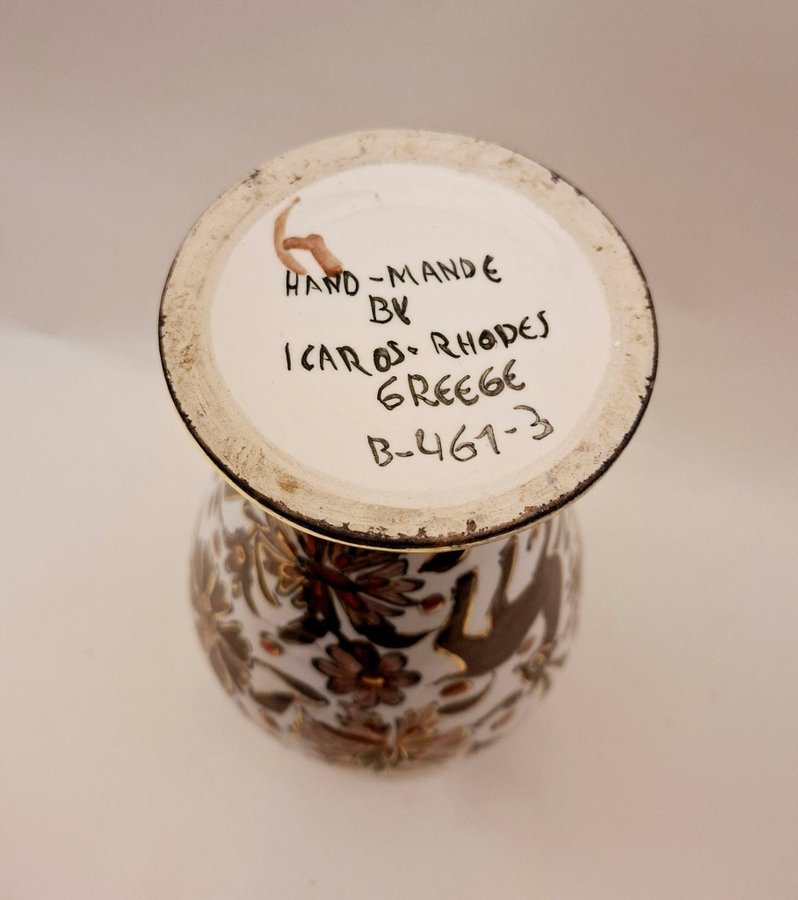 HAND-MANDE
BY
ICAROS-RHODES
GREEGE
B-461-3